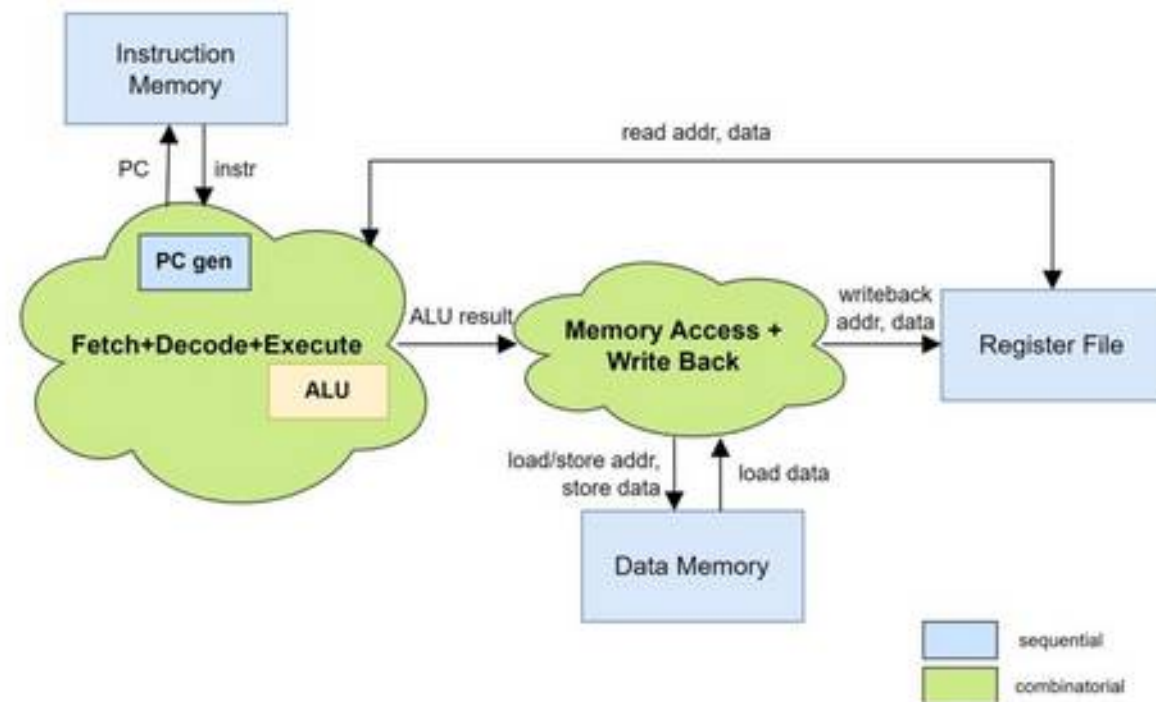 Instruction
Memory
read addr, data
PC
instr
PC gen
Fetch+Decode+Execute
ALU
ALU result
Memory Access +
Write Back
writeback
addr, data
Register File
load/store addr,
store data
load data
Data Memory
sequential
combinatorial